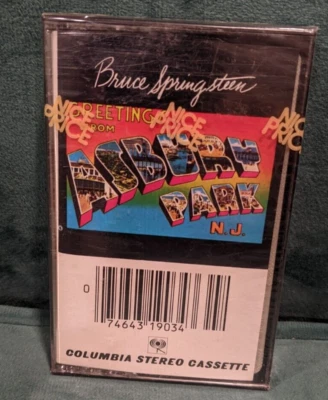 Bruce Springsteen
GREETINGS
FROM
ASBURY
PARK
N.J.
NICE
PRICE
NICE
PRICE
NICE
PRICE
0
74643 19034
COLUMBIA STEREO CASSETTE